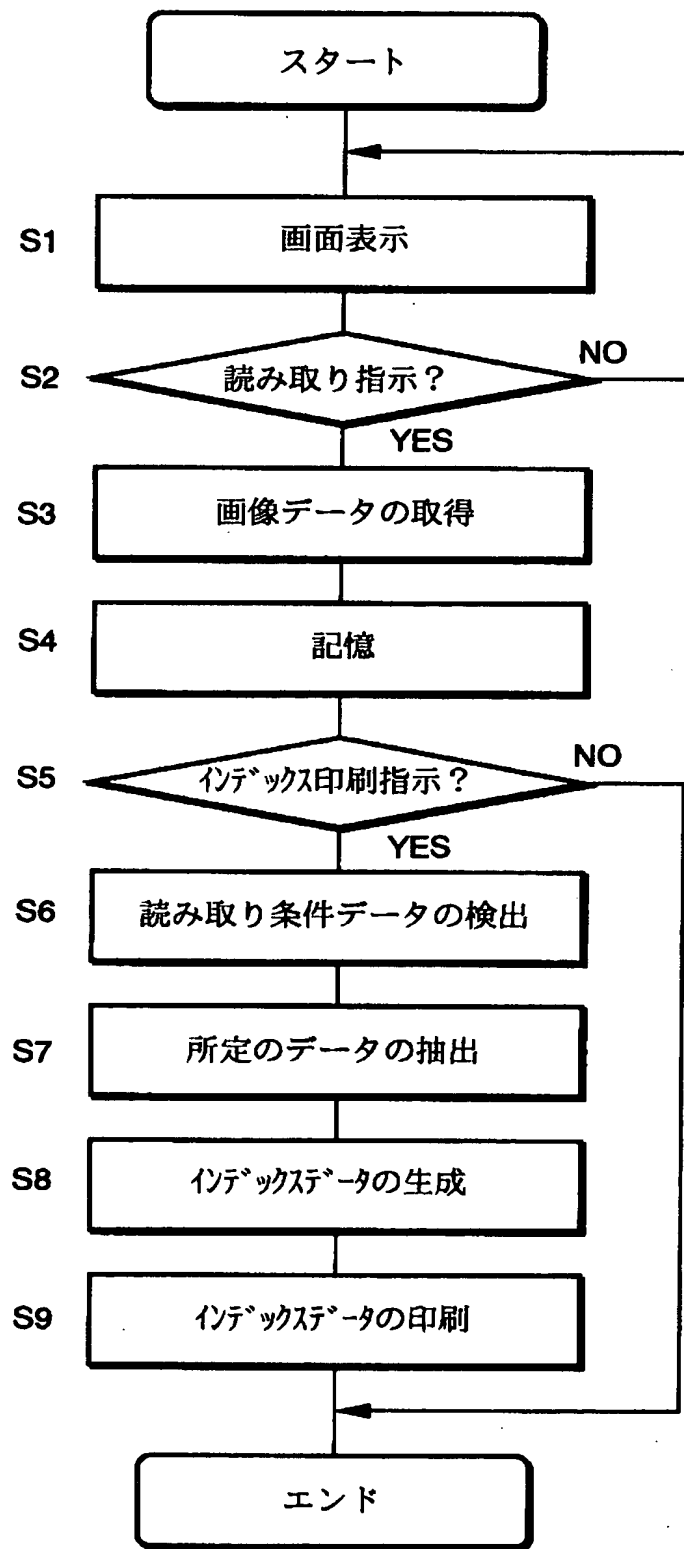 スタート
S1 画面表示
S2 読み取り指示? NO
YES
S3 画像データの取得
S4 記憶
S5 インデックス印刷指示? NO
YES
S6 読み取り条件データの検出
S7 所定のデータの抽出
S8 インデックスデータの生成
S9 インデックスデータの印刷
エンド